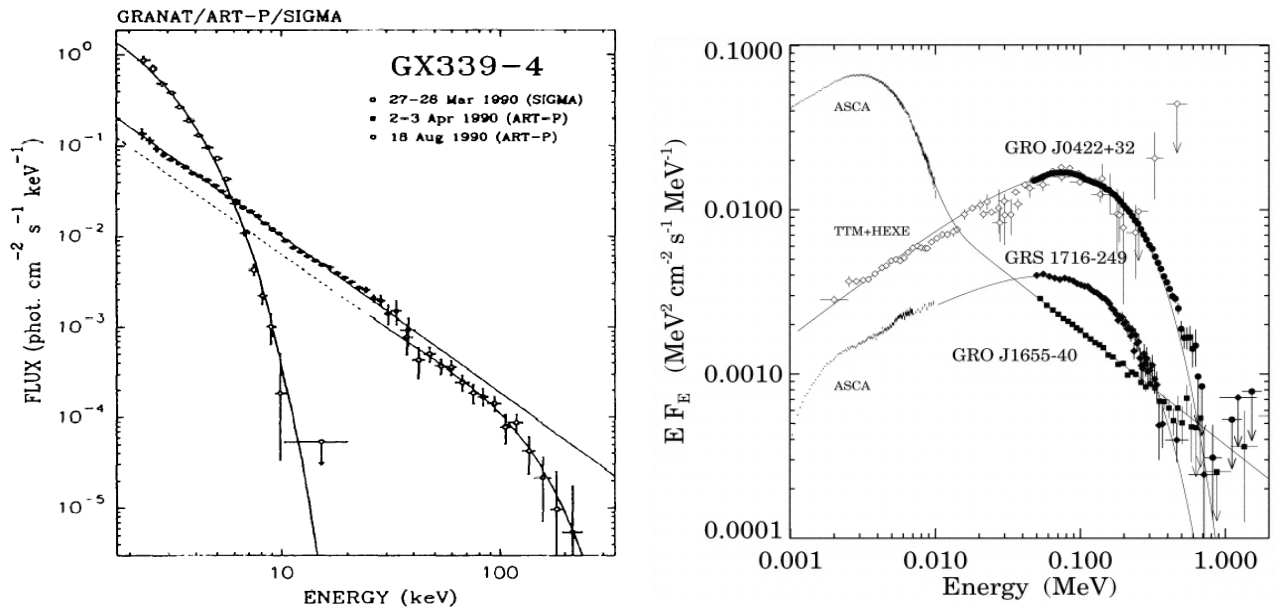 GRANAT/ART-P/SIGMA
GX339-4
27-28 Mar 1990 (SIGMA)
2-3 Apr 1990 (ART-P)
18 Aug 1990 (ART-P)
FLUX (phot. cm⁻² s⁻¹ keV⁻¹)
10⁰
10⁻¹
10⁻²
10⁻³
10⁻⁴
10⁻⁵
10
100
ENERGY (keV)
E F_E (MeV² cm⁻² s⁻¹ MeV⁻¹)
0.1000
0.0100
0.0010
0.0001
ASCA
GRO J0422+32
TTM+HEXE
GRS 1716-249
GRO J1655-40
ASCA
0.001
0.010
0.100
1.000
Energy (MeV)